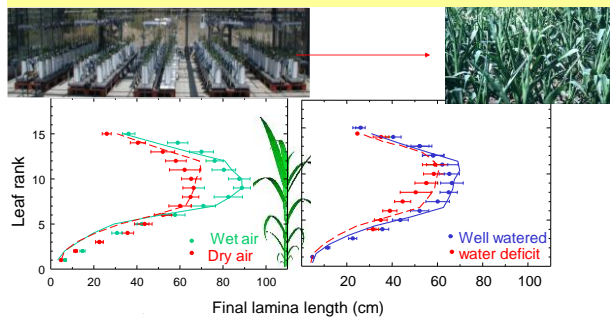 15
10
5
0
0
20
40
60
80
100
0
20
40
60
80
100
Leaf rank
Wet air
Dry air
Well watered
water deficit
Final lamina length (cm)